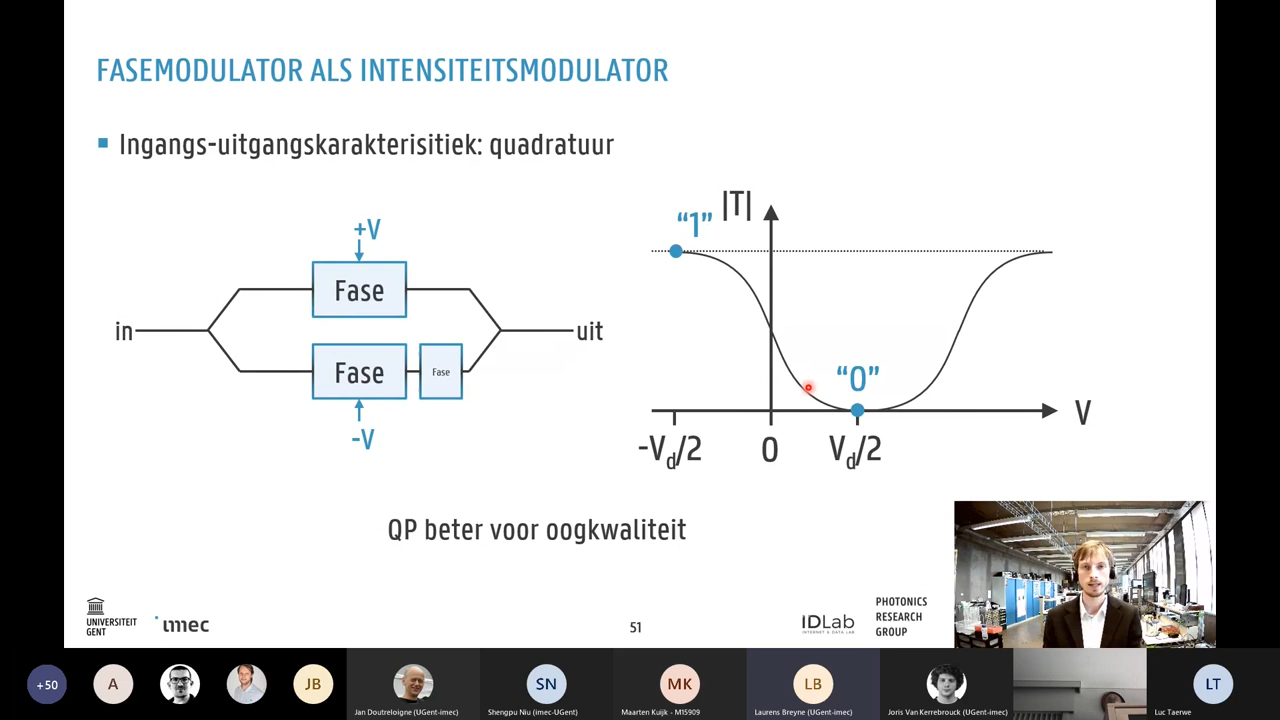 FASEMODULATOR ALS INTENSITEITSMODULATOR
Ingangs-uitgangskarakterisitiek: quadratuur
+V
Fase
in
uit
Fase
Fase
-V
|T|
“1”
“0”
V
-Vd/2
0
Vd/2
QP beter voor oogkwaliteit
UNIVERSITEIT
GENT
imec
51
IDLab
INTERNET & DATA LAB
PHOTONICS
RESEARCH
GROUP
+50
A
JB
Jan Doutreloigne (UGent-imec)
SN
Shengpu Niu (imec-UGent)
MK
Maarten Kuijk - M15909
LB
Laurens Breyne (UGent-imec)
Joris Van Kerrebrouck (UGent-imec)
LT
Luc Taerwe